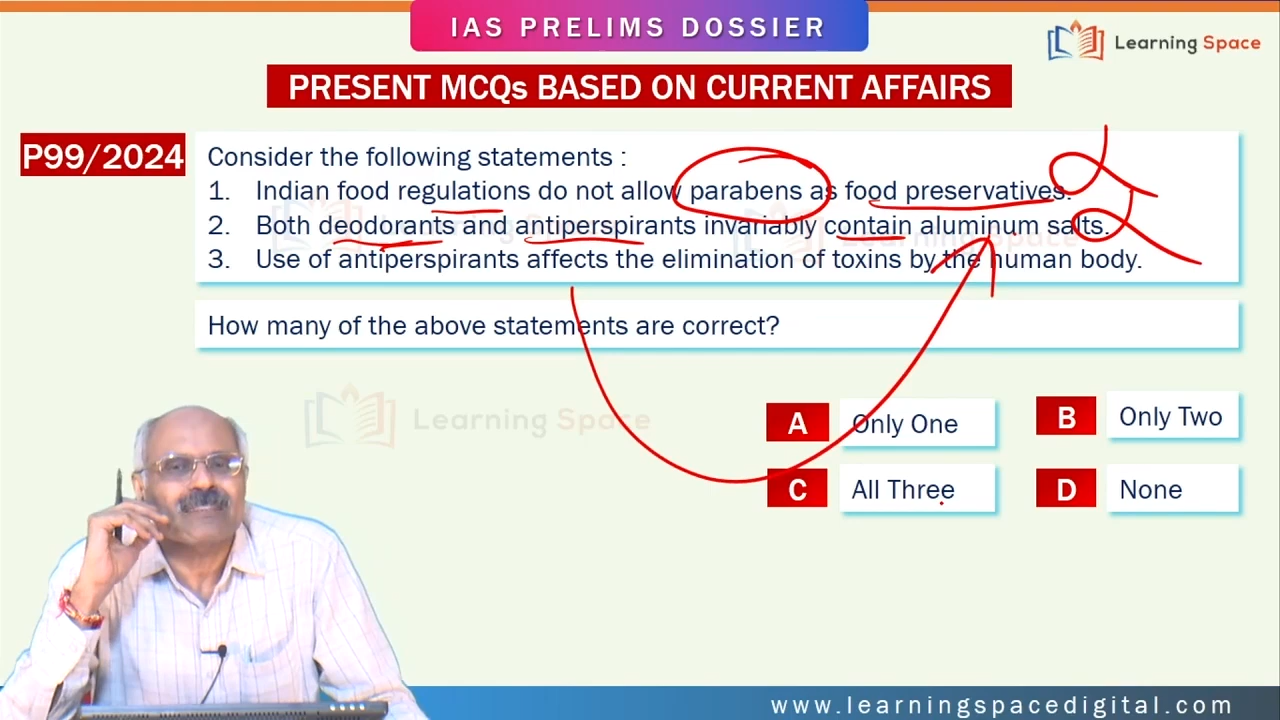 IAS PRELIMS DOSSIER
Learning Space
PRESENT MCQs BASED ON CURRENT AFFAIRS
P99/2024
Consider the following statements :
1. Indian food regulations do not allow parabens as food preservatives.
2. Both deodorants and antiperspirants invariably contain aluminum salts.
3. Use of antiperspirants affects the elimination of toxins by the human body.
How many of the above statements are correct?
Learning Space
A Only One
B Only Two
C All Three
D None
www.learningspacedigital.com